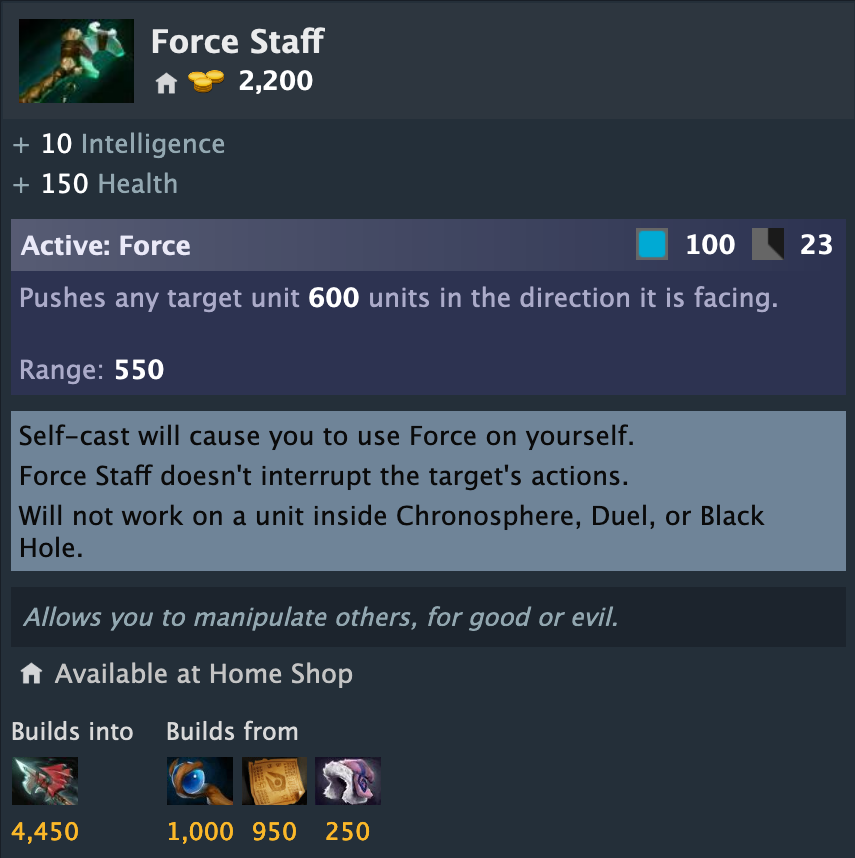 Force Staff
2,200
+ 10 Intelligence
+ 150 Health
Active: Force 100 23
Pushes any target unit 600 units in the direction it is facing.
Range: 550
Self-cast will cause you to use Force on yourself.
Force Staff doesn't interrupt the target's actions.
Will not work on a unit inside Chronosphere, Duel, or Black
Hole.
Allows you to manipulate others, for good or evil.
Available at Home Shop
Builds into Builds from
4,450 1,000 950 250